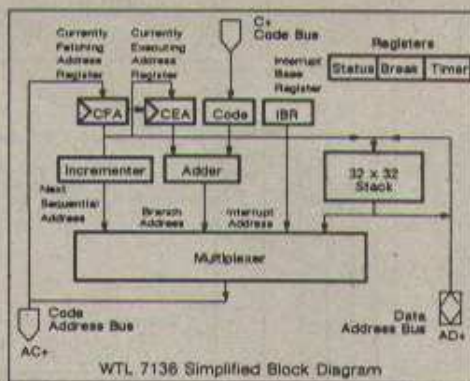 Currently
Fetching
Address
Register
Currently
Executing
Address
Register
C+
Code Bus
Interrupt
Base
Register
Registers
Status Break Timer
CFA
CEA
Code
IBR
Incrementer
Adder
32 x 32
Stack
Next
Sequential
Address
Branch
Address
Interrupt
Address
Multiplexer
Code
Address Bus
AC+
Data
Address Bus
AD+
WTL 7136 Simplified Block Diagram